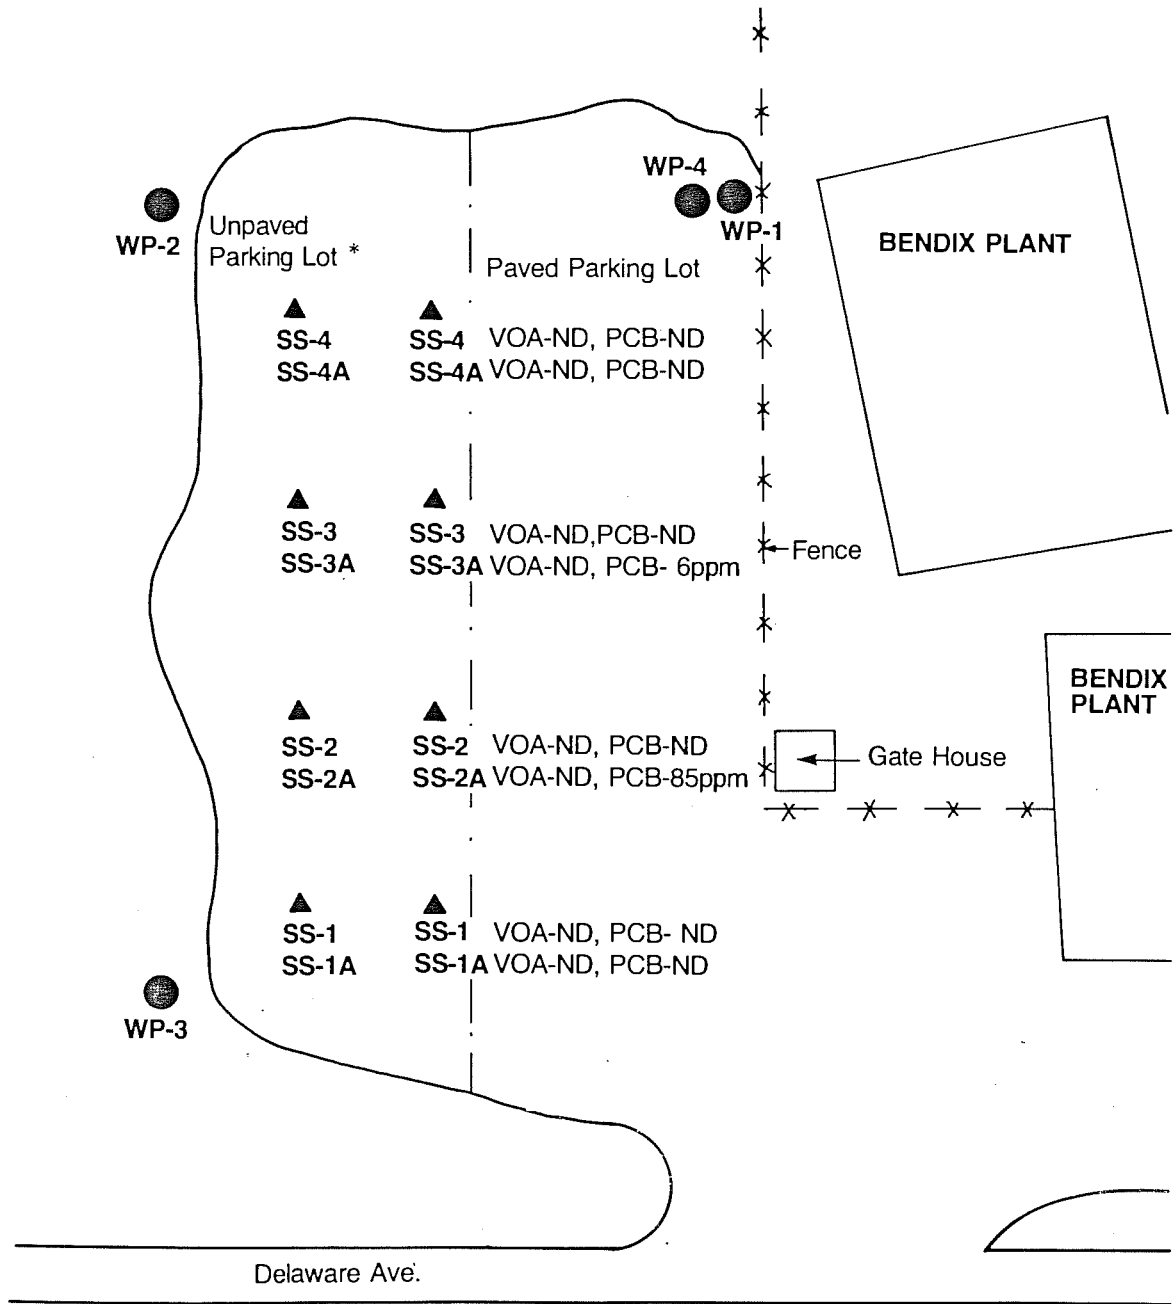 WP-4
WP-2
WP-1
Unpaved
Parking Lot *
Paved Parking Lot
BENDIX PLANT
SS-4 SS-4 VOA-ND, PCB-ND
SS-4A SS-4A VOA-ND, PCB-ND
SS-3 SS-3 VOA-ND,PCB-ND
SS-3A SS-3A VOA-ND, PCB- 6ppm
Fence
BENDIX
PLANT
SS-2 SS-2 VOA-ND, PCB-ND
SS-2A SS-2A VOA-ND, PCB-85ppm
Gate House
SS-1 SS-1 VOA-ND, PCB- ND
SS-1A SS-1A VOA-ND, PCB-ND
WP-3
Delaware Ave.